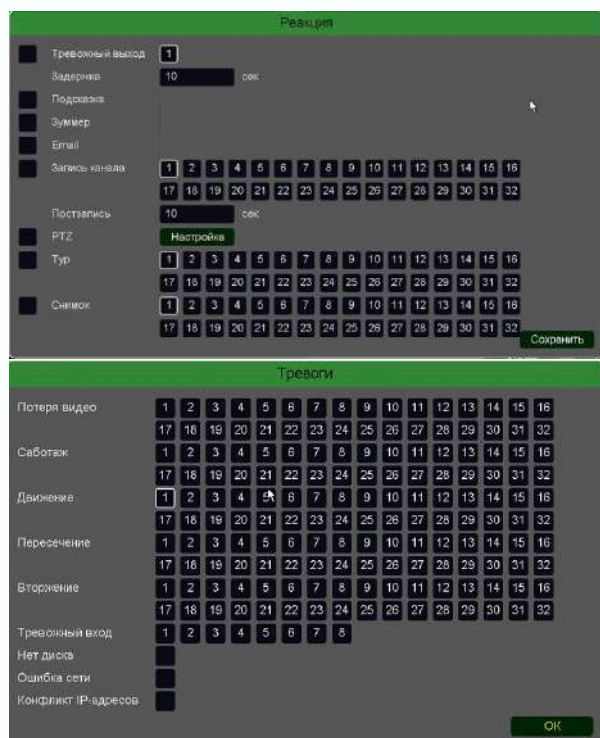 Реакция
Тревожный выход 1
Задержка 10 сек
Подсказка
Зуммер
Email
Запись канала 1 2 3 4 5 6 7 8 9 10 11 12 13 14 15 16
17 18 19 20 21 22 23 24 25 26 27 28 29 30 31 32
Постзапись 10 сек
PTZ Настройка
Тур 1 2 3 4 5 6 7 8 9 10 11 12 13 14 15 16
17 18 19 20 21 22 23 24 25 26 27 28 29 30 31 32
Снимок 1 2 3 4 5 6 7 8 9 10 11 12 13 14 15 16
17 18 19 20 21 22 23 24 25 26 27 28 29 30 31 32
Сохранить
Тревоги
Потеря видео 1 2 3 4 5 6 7 8 9 10 11 12 13 14 15 16
17 18 19 20 21 22 23 24 25 26 27 28 29 30 31 32
Саботаж 1 2 3 4 5 6 7 8 9 10 11 12 13 14 15 16
17 18 19 20 21 22 23 24 25 26 27 28 29 30 31 32
Движение 1 2 3 4 5 6 7 8 9 10 11 12 13 14 15 16
17 18 19 20 21 22 23 24 25 26 27 28 29 30 31 32
Пересечение 1 2 3 4 5 6 7 8 9 10 11 12 13 14 15 16
17 18 19 20 21 22 23 24 25 26 27 28 29 30 31 32
Вторжение 1 2 3 4 5 6 7 8 9 10 11 12 13 14 15 16
17 18 19 20 21 22 23 24 25 26 27 28 29 30 31 32
Тревожный вход 1 2 3 4 5 6 7 8
Нет диска
Ошибка сети
Конфликт IP-адресов
OK